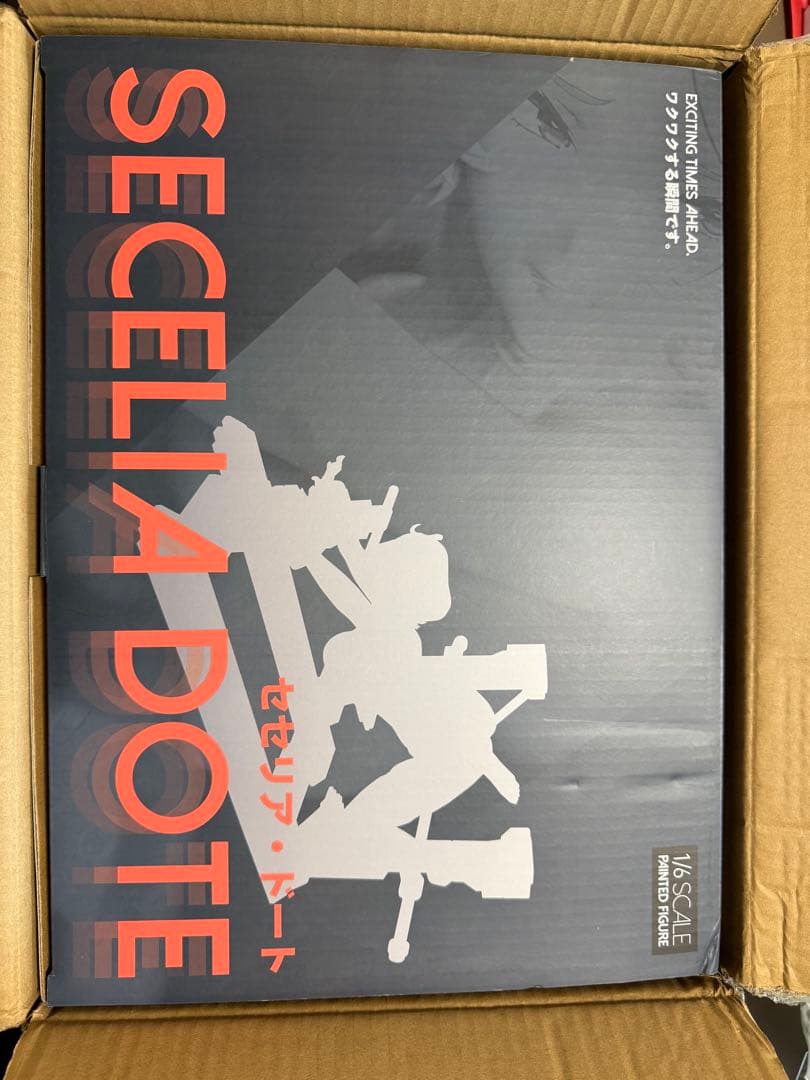 EXCITING TIMES AHEAD.
ワクワクする瞬間です。
1/6 SCALE
PAINTED FIGURE
セセリア・ドート
SECELIA DOTE